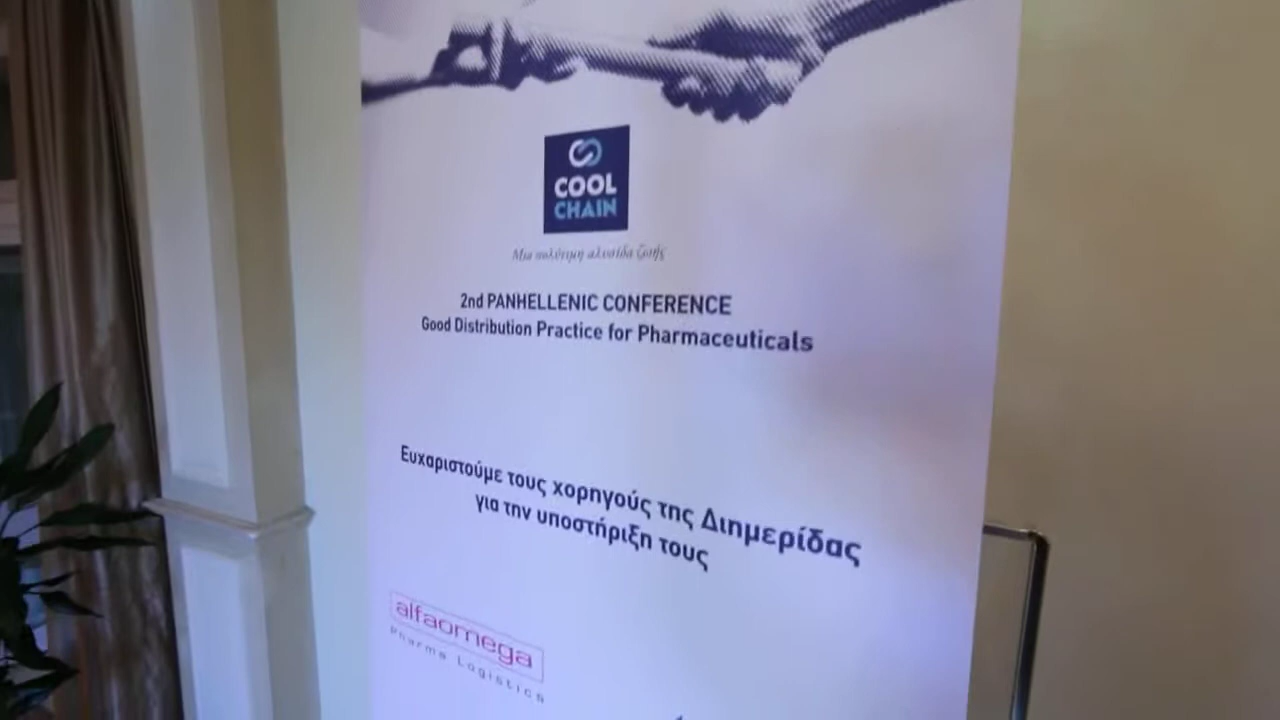 COOL
CHAIN
Μια πολύτιμη αλυσίδα ζωής
2nd PANHELLENIC CONFERENCE
Good Distribution Practice for Pharmaceuticals
Ευχαριστούμε τους χορηγούς της Διημερίδας
για την υποστήριξη τους
alfaomega
Pharma Logistics